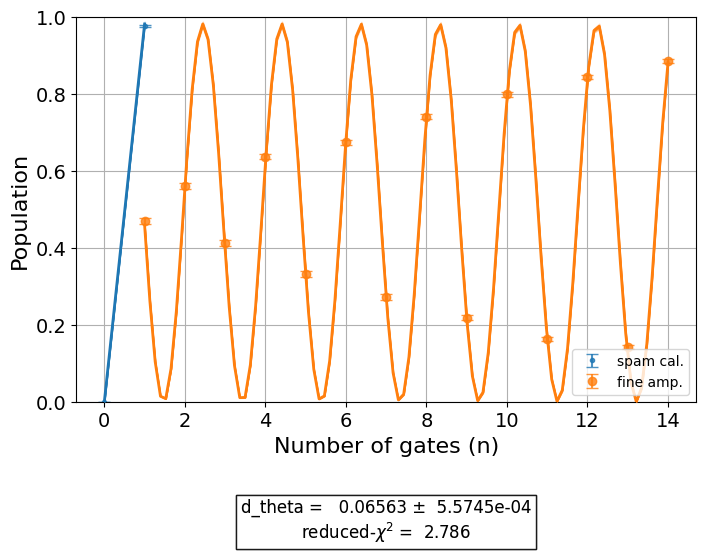 Population
1.0
0.8
0.6
0.4
0.2
0.0
0 2 4 6 8 10 12 14
Number of gates (n)
spam cal.
fine amp.
d_theta = 0.06563 ± 5.5745e-04
reduced-χ² = 2.786